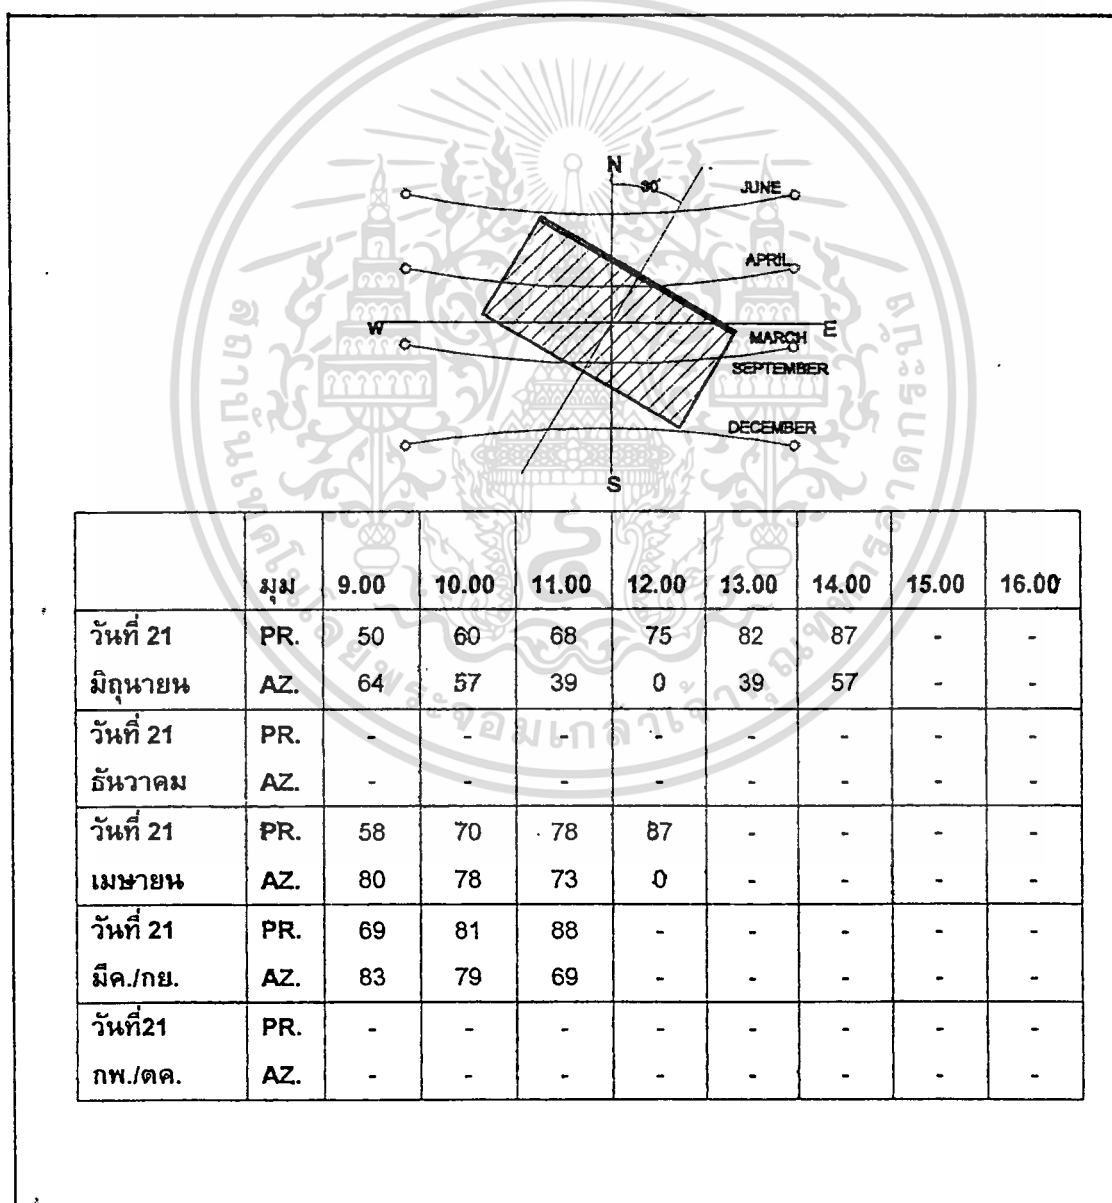 N
30°
JUNE
APRIL
W
E
MARCH
SEPTEMBER
DECEMBER
S
มุม 9.00 10.00 11.00 12.00 13.00 14.00 15.00 16.00
วันที่ 21 PR. 50 60 68 75 82 87 - -
มิถุนายน AZ. 64 57 39 0 39 57 - -
วันที่ 21 PR. - - - - - - - -
ธันวาคม AZ. - - - - - - - -
วันที่ 21 PR. 58 70 78 87 - - - -
เมษายน AZ. 80 78 73 0 - - - -
วันที่ 21 PR. 69 81 88 - - - - -
มีค./กย. AZ. 83 79 69 - - - - -
วันที่21 PR. - - - - - - - -
กพ./ตค. AZ. - - - - - - - -